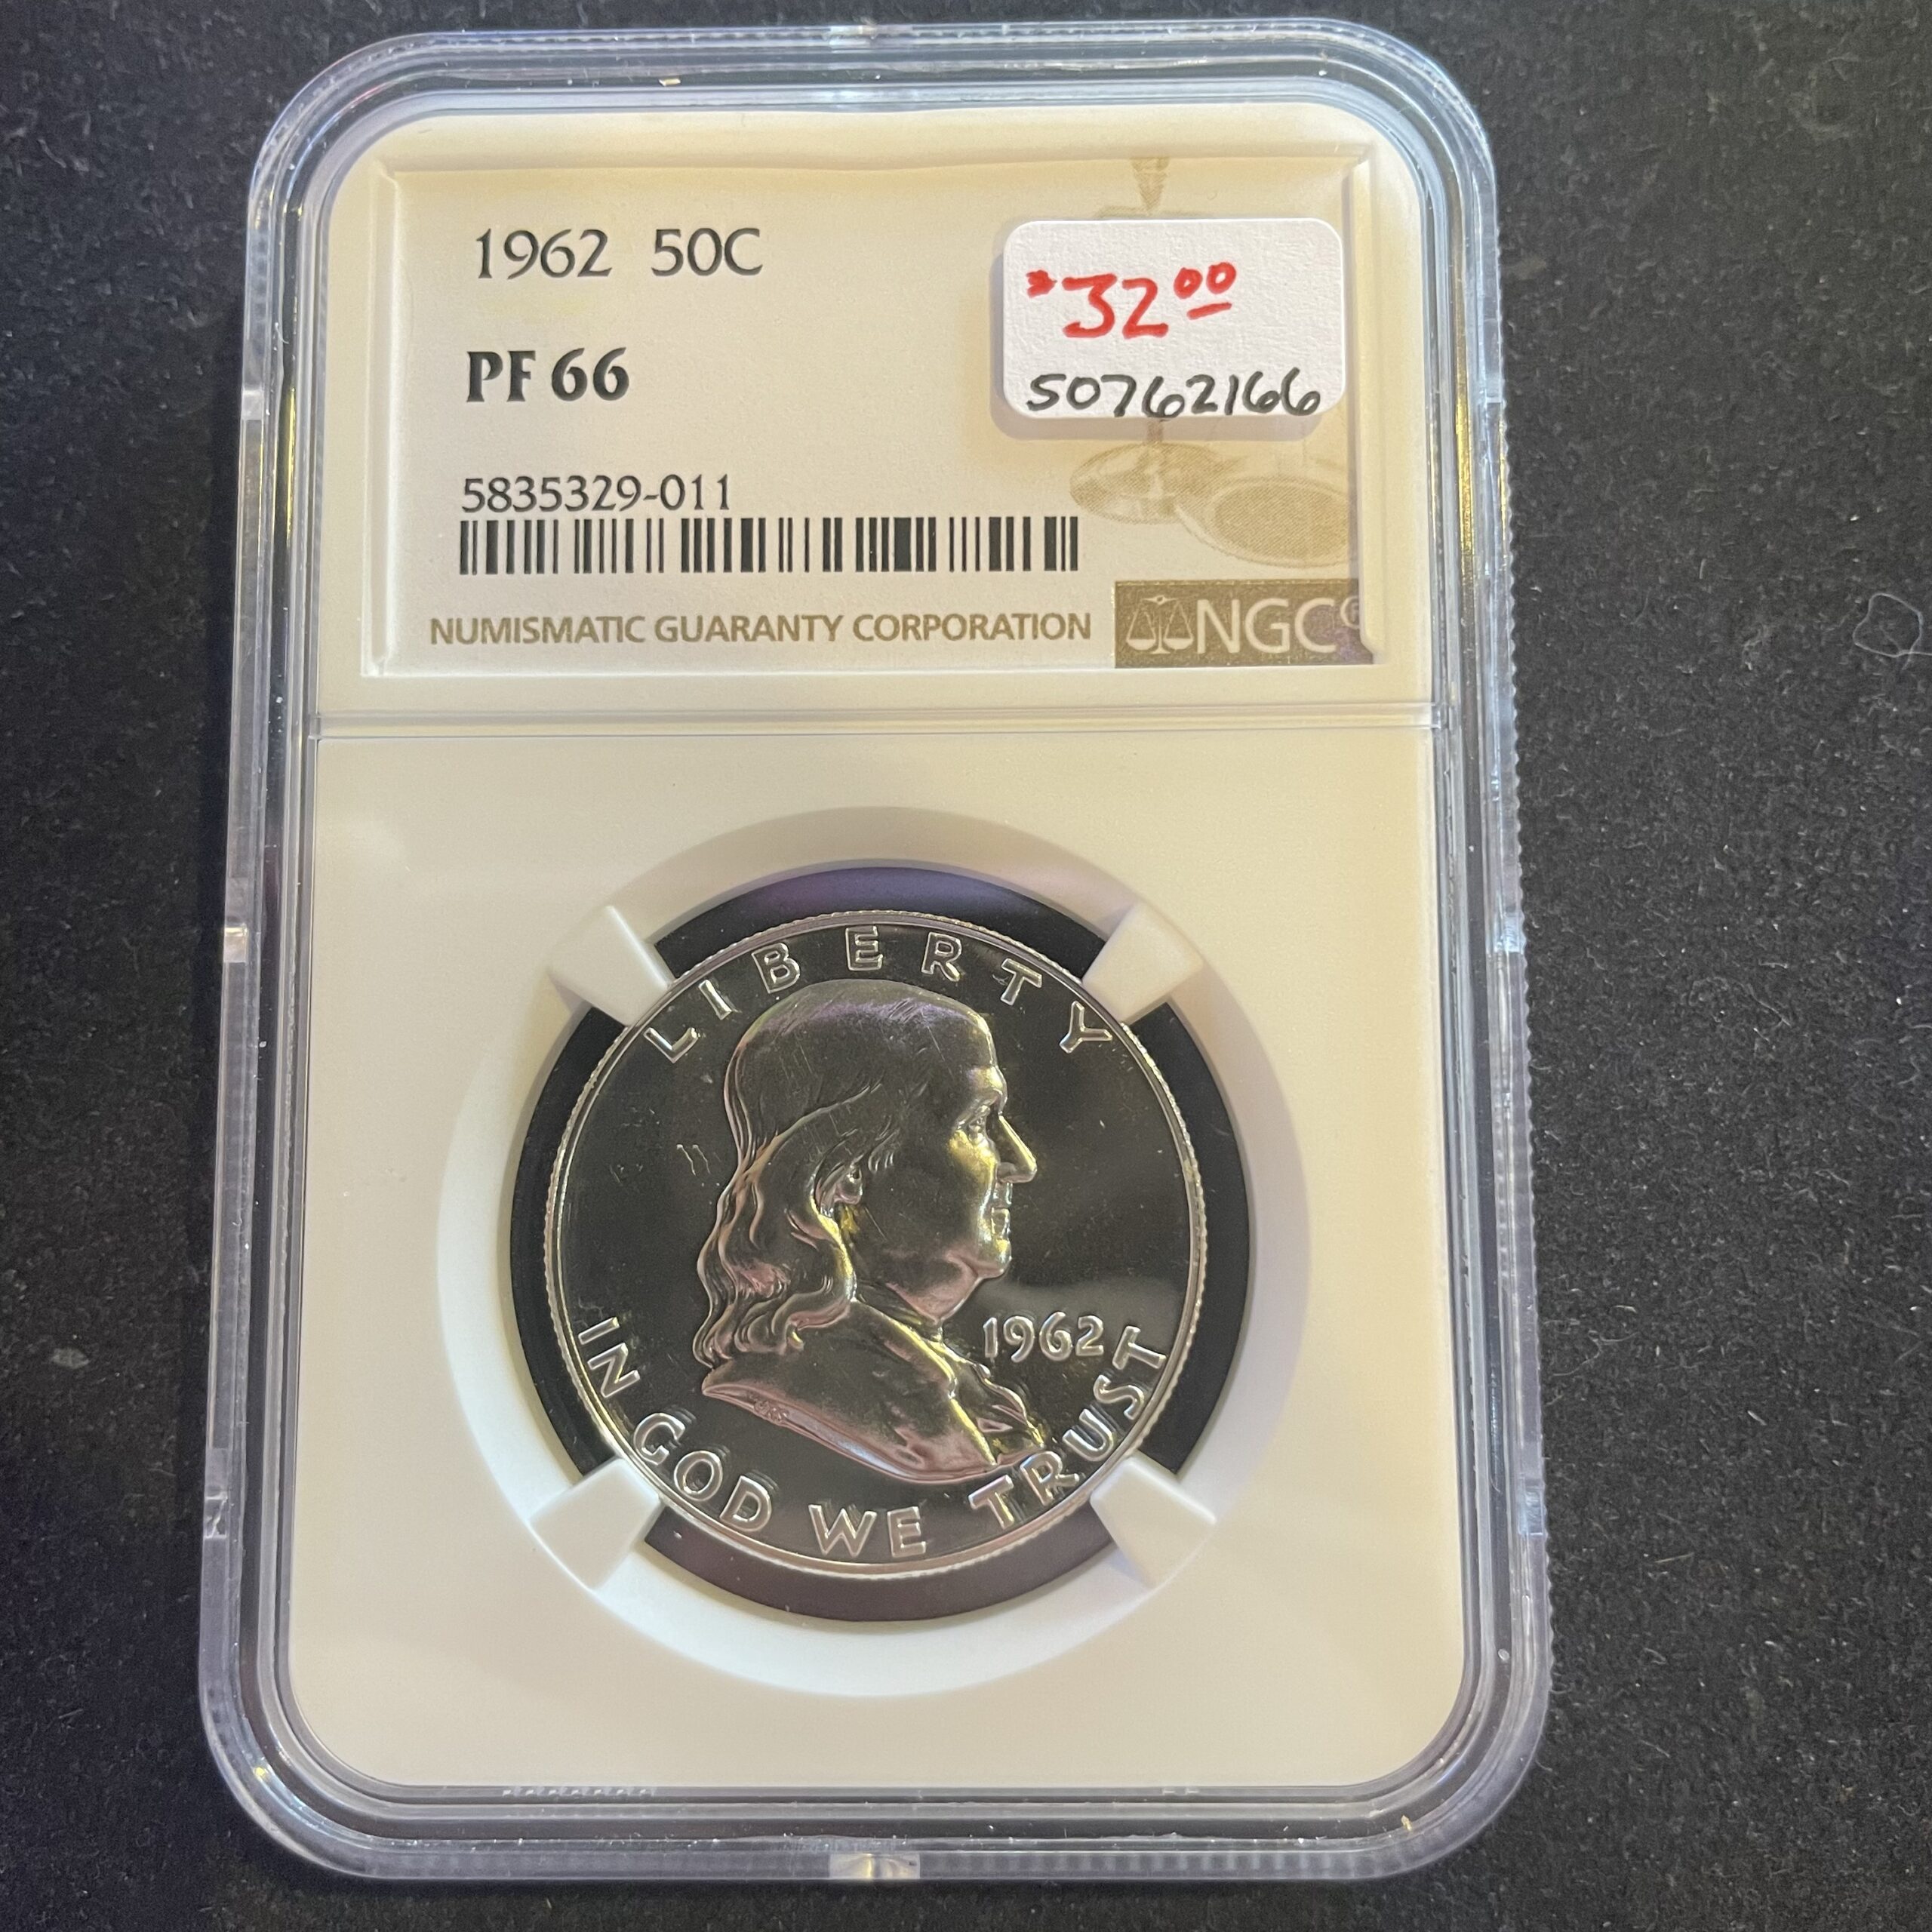 1962 50C
$32.00
PF 66
50762166
5835329-011
NUMISMATIC GUARANTY CORPORATION
NGC®
LIBERTY
1962
IN GOD WE TRUST